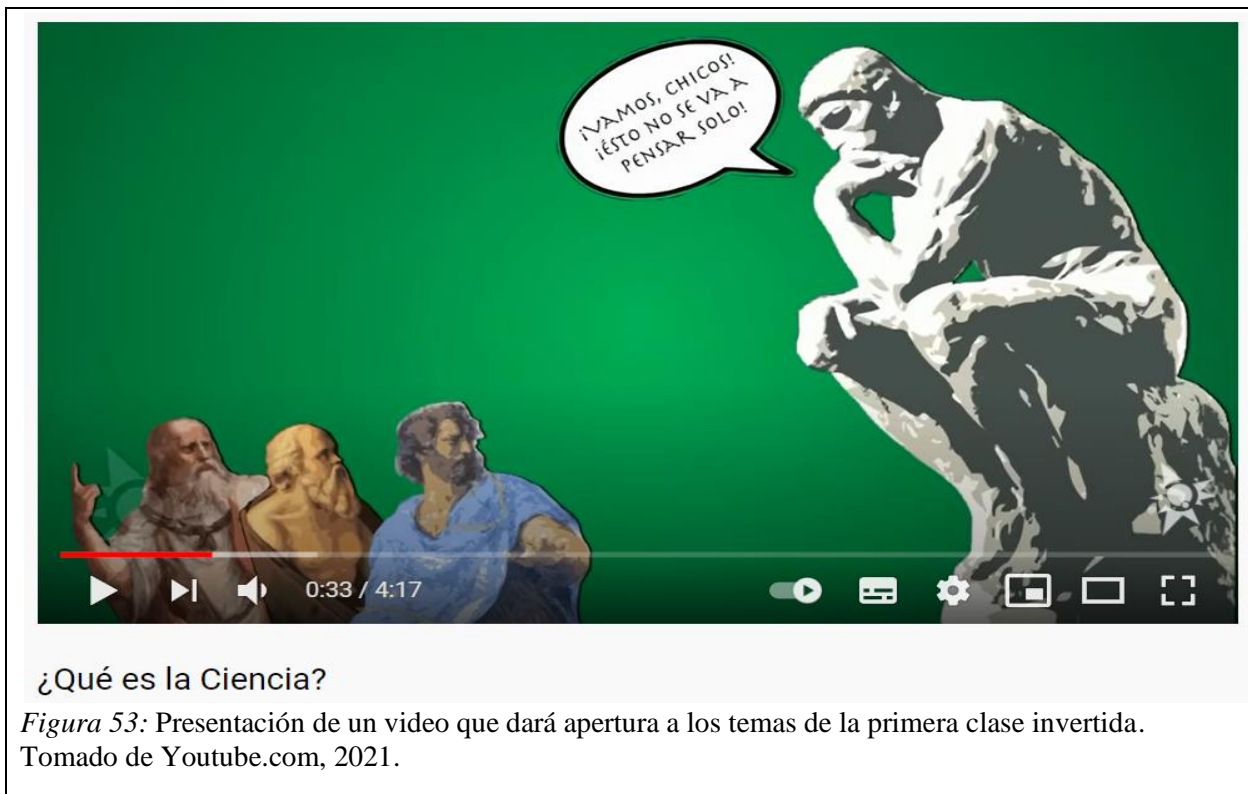 ¡VAMOS, CHICOS!
¡ÉSTO NO SE VA A
PENSAR SOLO!
0:33 / 4:17
¿Qué es la Ciencia?
Figura 53: Presentación de un video que dará apertura a los temas de la primera clase invertida.
Tomado de Youtube.com, 2021.